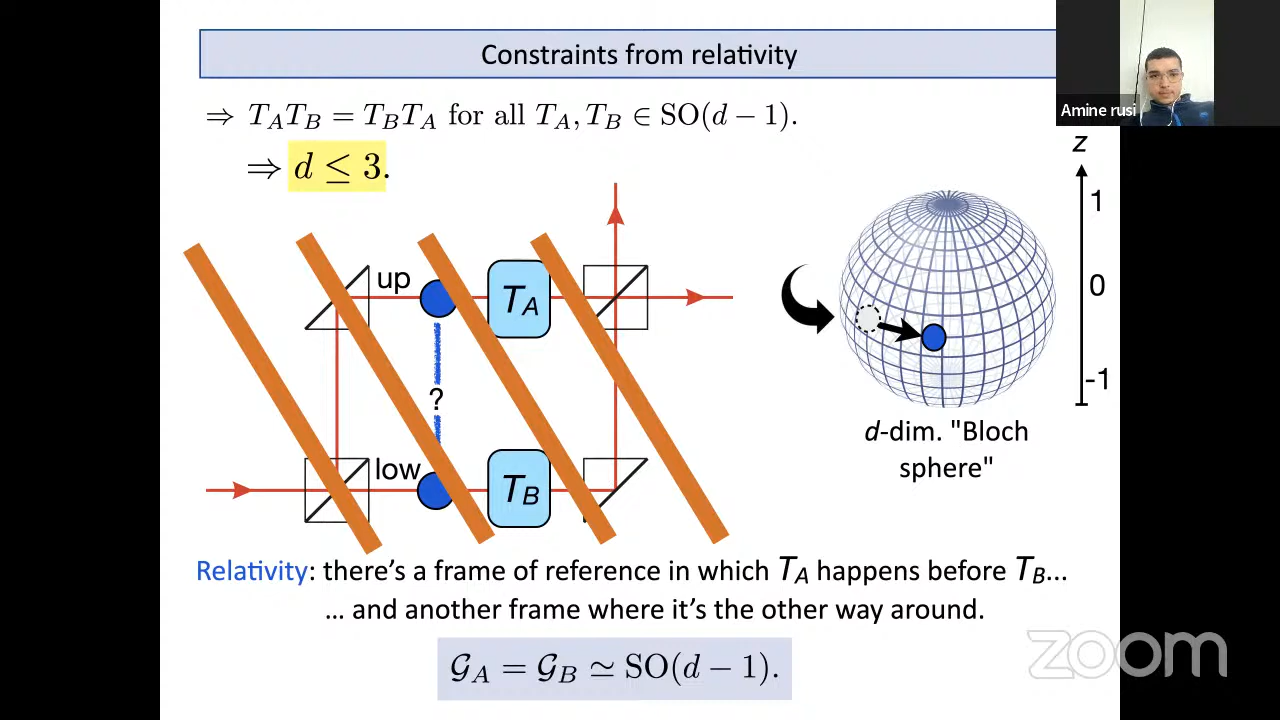 Constraints from relativity
Amine rusi
⇒ T_A T_B = T_B T_A for all T_A, T_B ∈ SO(d − 1).
⇒ d ≤ 3.
z
1
0
-1
up
T_A
?
low
T_B
d-dim. "Bloch
sphere"
Relativity: there's a frame of reference in which T_A happens before T_B...
... and another frame where it's the other way around.
𝒢_A = 𝒢_B ≃ SO(d − 1).
zoom